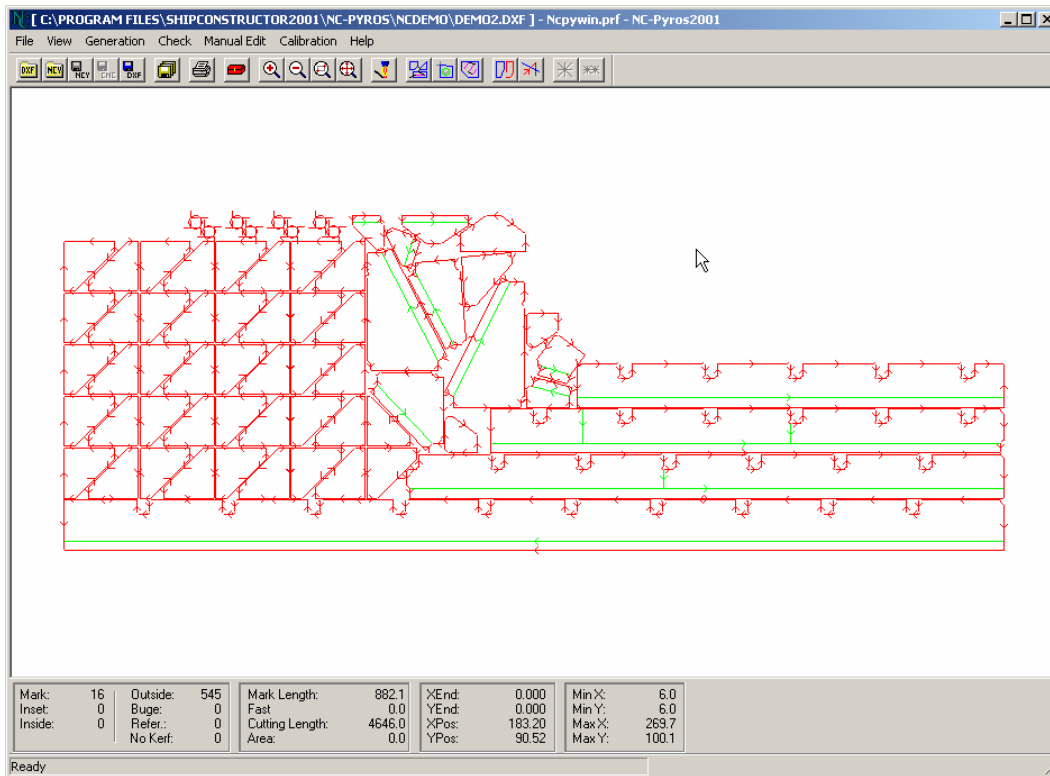 [ C:\PROGRAM FILES\SHIPCONSTRUCTOR2001\NC-PYROS\NCDEMO\DEMO2.DXF ] - Ncpywin.prf - NC-Pyros2001
File View Generation Check Manual Edit Calibration Help
DXF NCY NCY CNC DXF
Mark: 16 Outside: 545 Mark Length: 882.1 XEnd: 0.000 Min X: 6.0
Inset: 0 Buge: 0 Fast 0.0 YEnd: 0.000 Min Y: 6.0
Inside: 0 Refer.: 0 Cutting Length: 4646.0 XPos: 183.20 Max X: 269.7
No Kerf: 0 Area: 0.0 YPos: 90.52 Max Y: 100.1
Ready